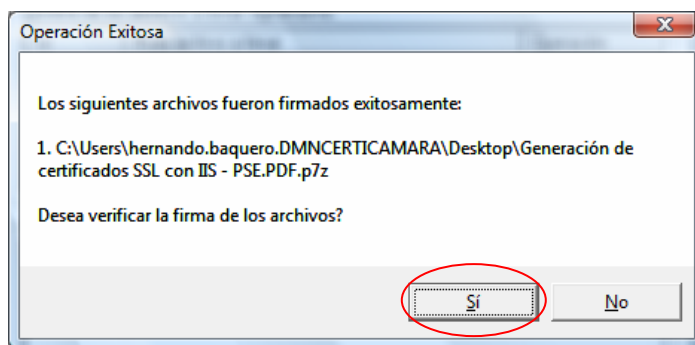 Operación Exitosa
Los siguientes archivos fueron firmados exitosamente:
1. C:\Users\hernando.baquero.DMNCERTICAMARA\Desktop\Generación de
certificados SSL con IIS - PSE.PDF.p7z
Desea verificar la firma de los archivos?
Sí No